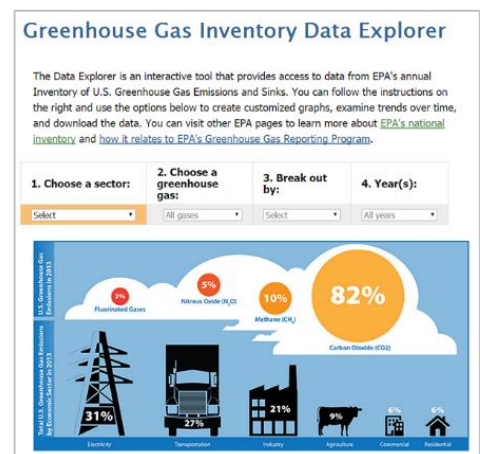 Greenhouse Gas Inventory Data Explorer
The Data Explorer is an interactive tool that provides access to data from EPA's annual
Inventory of U.S. Greenhouse Gas Emissions and Sinks. You can follow the instructions on
the right and use the options below to create customized graphs, examine trends over time,
and download the data. You can visit other EPA pages to learn more about EPA's national
inventory and how it relates to EPA's Greenhouse Gas Reporting Program.
1. Choose a sector:
Select
2. Choose a
greenhouse
gas:
All gases
3. Break out
by:
Select
4. Year(s):
All years
U.S. Greenhouse Gas
Emissions in 2013
3%
Fluorinated Gases
5%
Nitrous Oxide (N₂O)
10%
Methane (CH₄)
82%
Carbon Dioxide (CO2)
Total U.S. Greenhouse Gas Emissions
by Economic Sector in 2013
31%
Electricity
27%
Transportation
21%
Industry
9%
Agriculture
6%
Commercial
6%
Residential